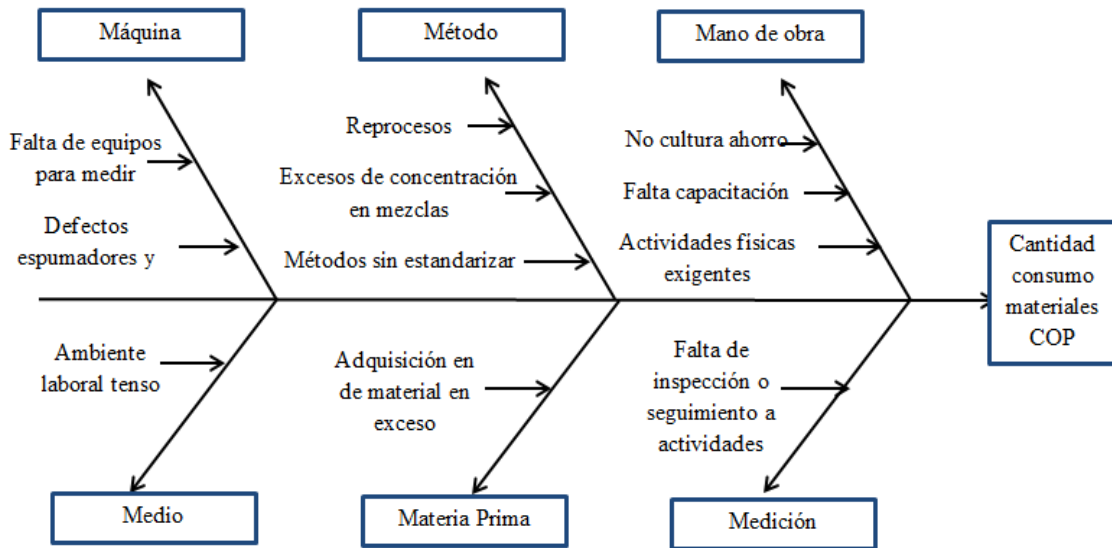 Máquina
Método
Mano de obra
Falta de equipos
para medir
Defectos
espumadores y
Reprocesos
Excesos de concentración
en mezclas
Métodos sin estandarizar
No cultura ahorro
Falta capacitación
Actividades físicas
exigentes
Cantidad
consumo
materiales
COP
Ambiente
laboral tenso
Adquisición en
de material en
exceso
Falta de
inspección o
seguimiento a
actividades
Medio
Materia Prima
Medición